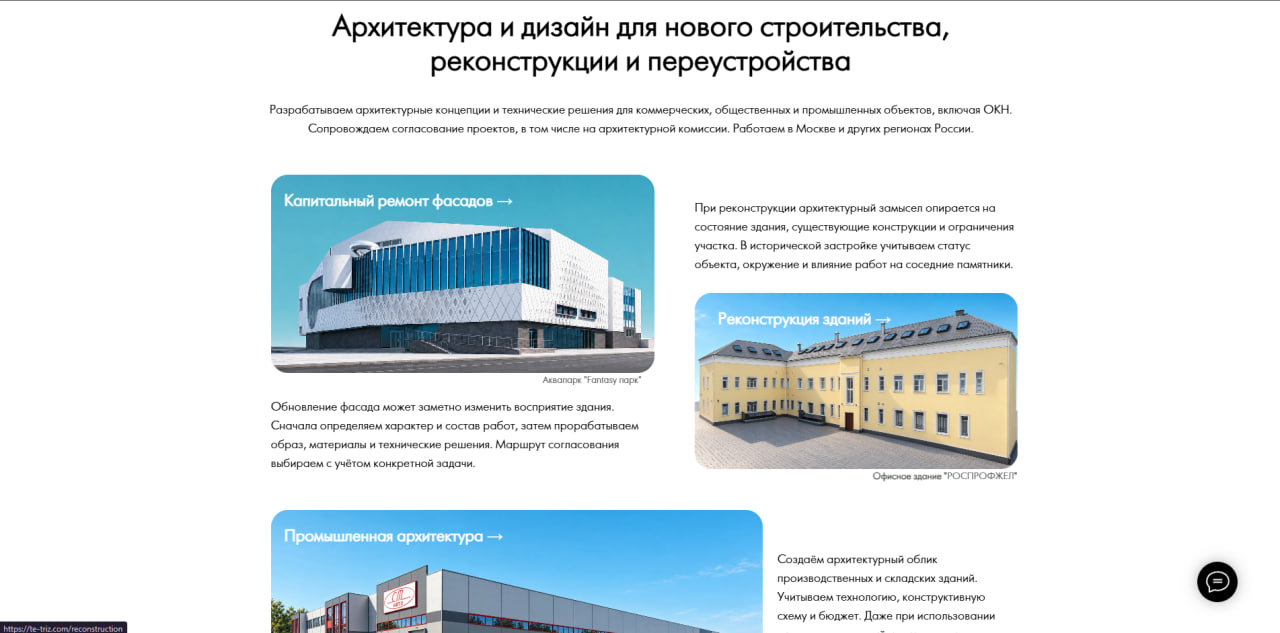 Архитектура и дизайн для нового строительства,
реконструкции и переустройства
Разрабатываем архитектурные концепции и технические решения для коммерческих, общественных и промышленных объектов, включая ОКН.
Сопровождаем согласование проектов, в том числе на архитектурной комиссии. Работаем в Москве и других регионах России.
Капитальный ремонт фасадов →
Аквапарк "Fantasy парк"
Обновление фасада может заметно изменить восприятие здания.
Сначала определяем характер и состав работ, затем прорабатываем
образ, материалы и технические решения. Маршрут согласования
выбираем с учётом конкретной задачи.
При реконструкции архитектурный замысел опирается на
состояние здания, существующие конструкции и ограничения
участка. В исторической застройке учитываем статус
объекта, окружение и влияние работ на соседние памятники.
Реконструкция зданий →
Офисное здание "РОСПРОФЖЕЛ"
Промышленная архитектура →
Создаём архитектурный облик
производственных и складских зданий.
Учитываем технологию, конструктивную
схему и бюджет. Даже при использовании
https://te-triz.com/reconstruction